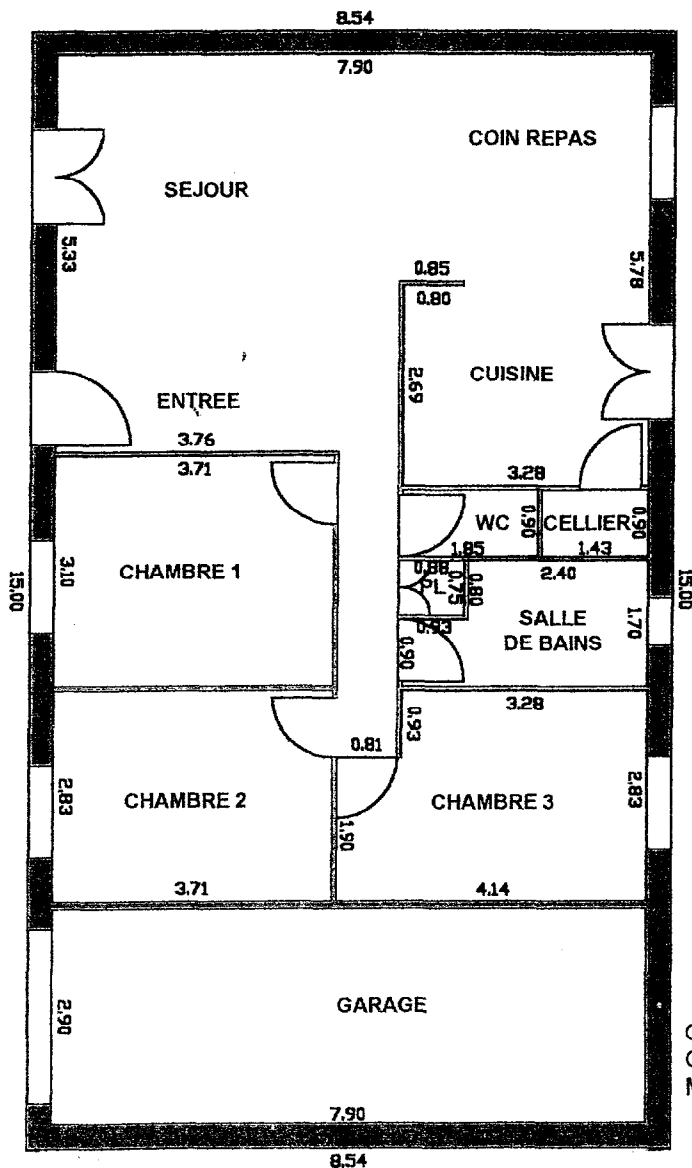 8.54
7.90
COIN REPAS
SEJOUR
5.33
5.78
0.85
0.80
2.69
CUISINE
ENTREE
3.76
3.71
3.28
WC
0.90
CELLIER
0.90
1.85
1.43
3.10
CHAMBRE 1
15.00
15.00
0.88
PL
0.75
0.80
2.40
0.93
SALLE
DE BAINS
1.70
0.90
3.28
0.93
0.81
2.83
CHAMBRE 2
CHAMBRE 3
2.83
1.90
3.71
4.14
2.90
GARAGE
7.90
8.54